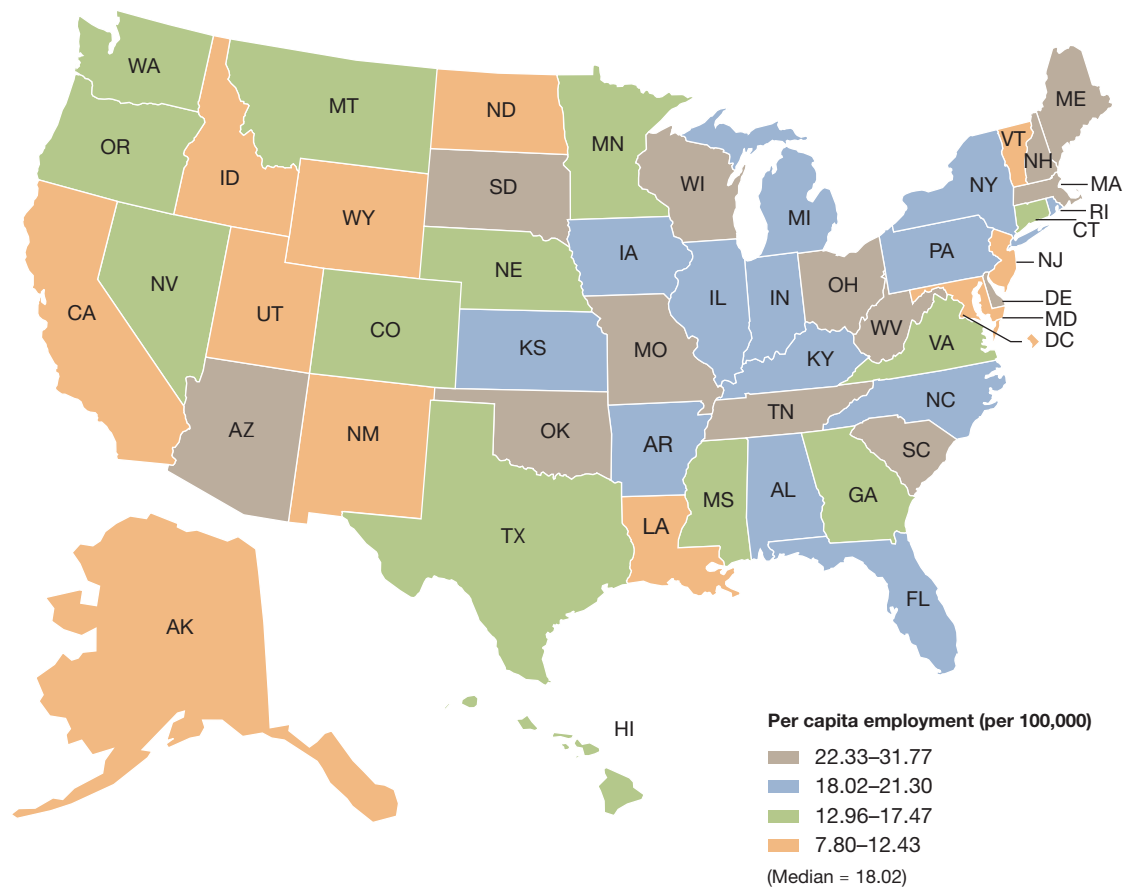 WA
MT
ND
MN
ME
OR
ID
SD
WI
VT
NH
NY
MA
WY
MI
RI
CT
IA
PA
NJ
NE
NV
UT
CO
IL
IN
OH
DE
MD
DC
CA
WV
VA
KS
MO
KY
NC
TN
AZ
NM
OK
AR
SC
MS
AL
GA
TX
LA
FL
AK
HI
Per capita employment (per 100,000)
22.33–31.77
18.02–21.30
12.96–17.47
7.80–12.43
(Median = 18.02)